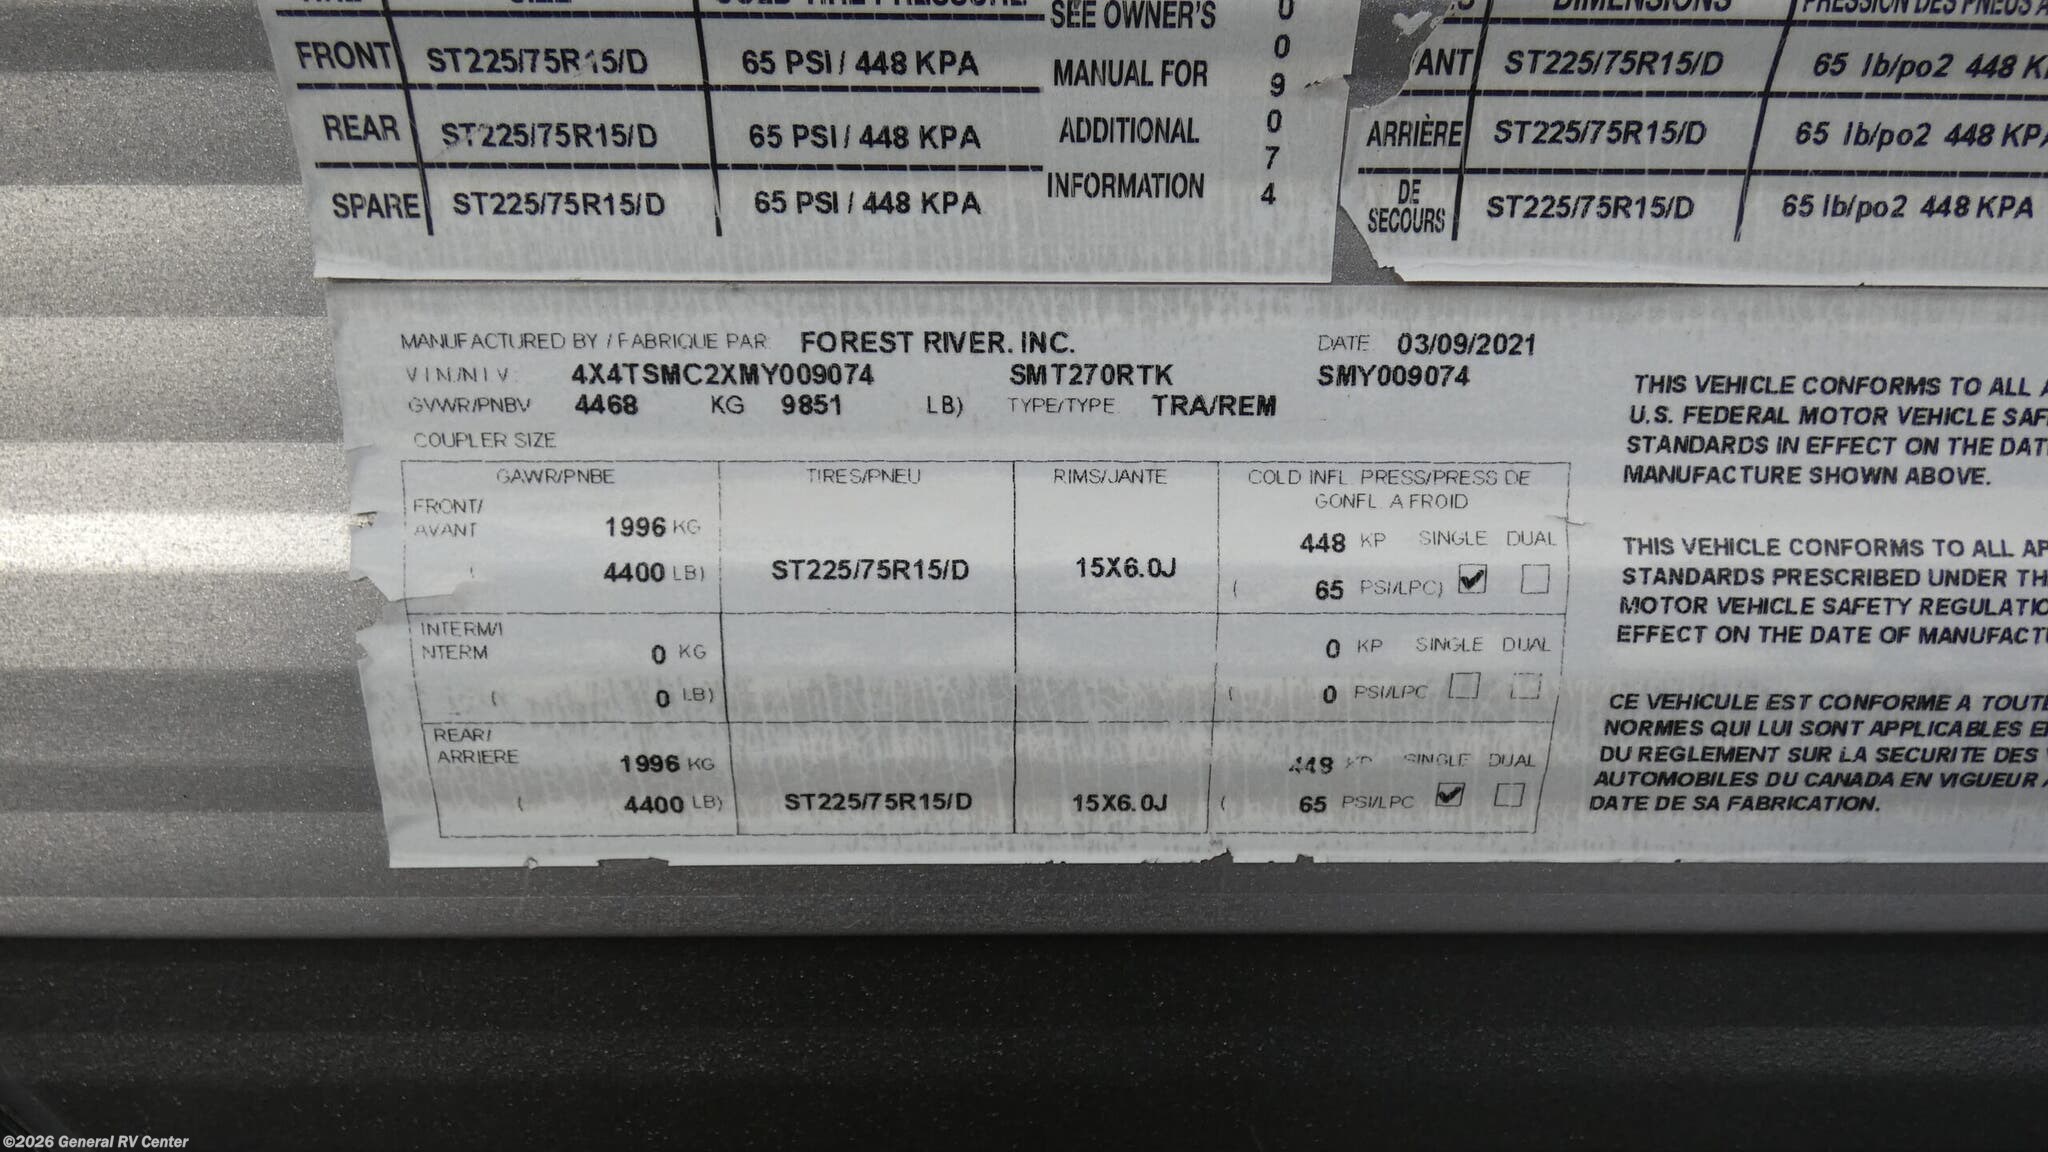 FRONT ST225/75R15/D 65 PSI / 448 KPA
REAR ST225/75R15/D 65 PSI / 448 KPA
SPARE ST225/75R15/D 65 PSI / 448 KPA
SEE OWNER'S
MANUAL FOR
ADDITIONAL
INFORMATION
0
0
9
0
7
4
DIMENSIONS
ANT ST225/75R15/D 65 lb/po2 448 K
ARRIÈRE ST225/75R15/D 65 lb/po2 448 KPA
DE
SECOURS ST225/75R15/D 65 lb/po2 448 KPA
MANUFACTURED BY / FABRIQUE PAR FOREST RIVER. INC. DATE 03/09/2021
V I N /N I V 4X4TSMC2XMY009074 SMT270RTK SMY009074
GVWR/PNBV 4468 KG 9851 LB) TYPE/TYPE TRA/REM
COUPLER SIZE
GAWR/PNBE TIRES/PNEU RIMS/JANTE COLD INFL PRESS/PRESS DE
GONFL A FROID
FRONT/
AVANT 1996 KG 448 KP SINGLE DUAL
( 4400 LB) ST225/75R15/D 15X6.0J ( 65 PSI/LPC)
INTERM/I
NTERM 0 KG 0 KP SINGLE DUAL
( 0 LB) ( 0 PSI/LPC
REAR/
ARRIERE 1996 KG 448 KP SINGLE DUAL
( 4400 LB) ST225/75R15/D 15X6.0J ( 65 PSI/LPC
THIS VEHICLE CONFORMS TO ALL A
U.S. FEDERAL MOTOR VEHICLE SAF
STANDARDS IN EFFECT ON THE DAT
MANUFACTURE SHOWN ABOVE.
THIS VEHICLE CONFORMS TO ALL AP
STANDARDS PRESCRIBED UNDER TH
MOTOR VEHICLE SAFETY REGULATIO
EFFECT ON THE DATE OF MANUFACT
CE VEHICULE EST CONFORME A TOUTE
NORMES QUI LUI SONT APPLICABLES E
DU REGLEMENT SUR LA SECURITE DES
AUTOMOBILES DU CANADA EN VIGUEUR A
DATE DE SA FABRICATION.
©2026 General RV Center